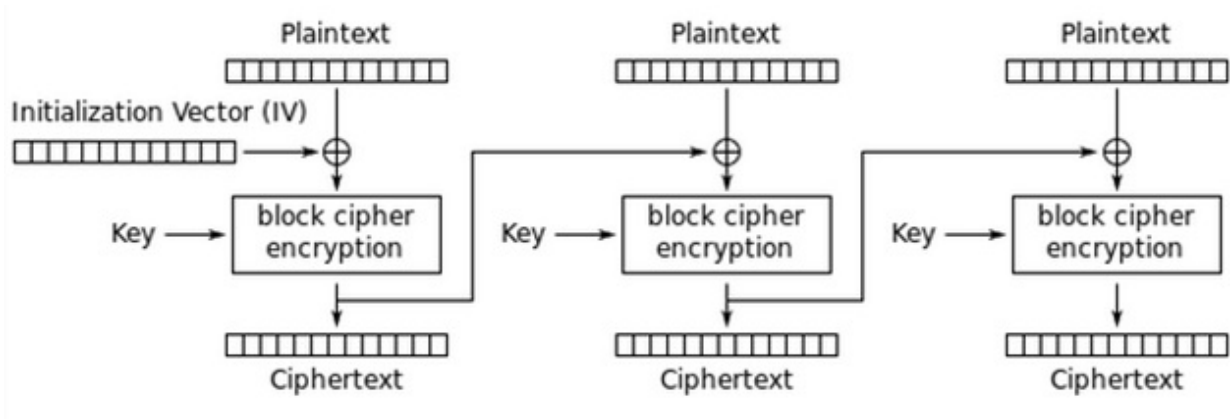 Plaintext
Plaintext
Plaintext
Initialization Vector (IV)
Key
block cipher
encryption
Key
block cipher
encryption
Key
block cipher
encryption
Ciphertext
Ciphertext
Ciphertext